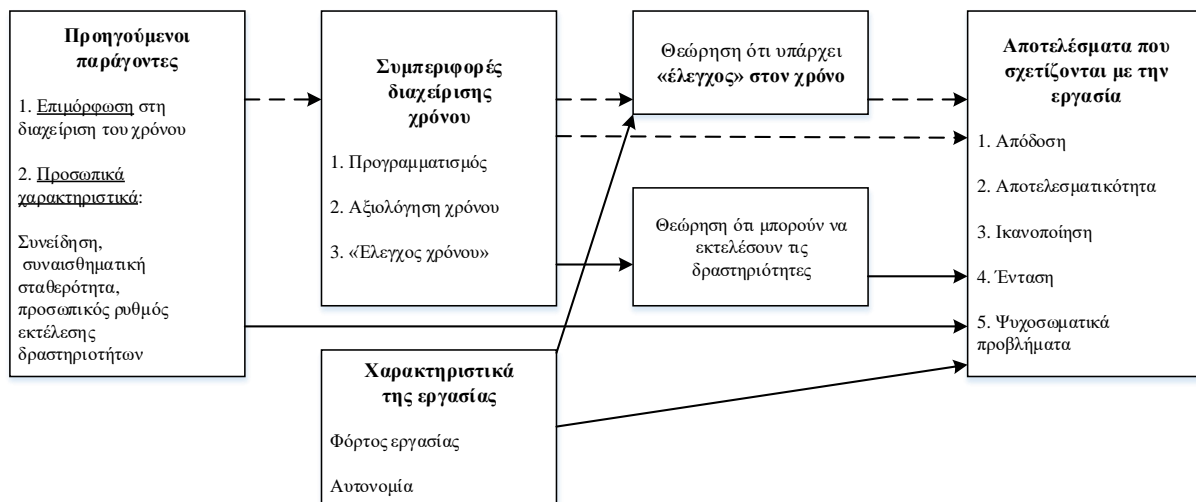 Προηγούμενοι
παράγοντες
1. Επιμόρφωση στη
διαχείριση του χρόνου
2. Προσωπικά
χαρακτηριστικά:
Συνείδηση,
συναισθηματική
σταθερότητα,
προσωπικός ρυθμός
εκτέλεσης
δραστηριοτήτων
Συμπεριφορές
διαχείρισης
χρόνου
1. Προγραμματισμός
2. Αξιολόγηση χρόνου
3. «Έλεγχος χρόνου»
Χαρακτηριστικά
της εργασίας
Φόρτος εργασίας
Αυτονομία
Θεώρηση ότι υπάρχει
«έλεγχος» στον χρόνο
Θεώρηση ότι μπορούν να
εκτελέσουν τις
δραστηριότητες
Αποτελέσματα που
σχετίζονται με την
εργασία
1. Απόδοση
2. Αποτελεσματικότητα
3. Ικανοποίηση
4. Ένταση
5. Ψυχοσωματικά
προβλήματα